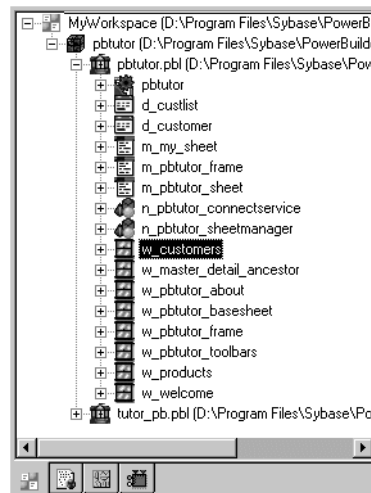 MyWorkspace (D:\Program Files\Sybase\PowerB
pbtutor (D:\Program Files\Sybase\PowerBuild
pbtutor.pbl (D:\Program Files\Sybase\Pow
pbtutor
d_custlist
d_customer
m_my_sheet
m_pbtutor_frame
m_pbtutor_sheet
n_pbtutor_connectservice
n_pbtutor_sheetmanager
w_customers
w_master_detail_ancestor
w_pbtutor_about
w_pbtutor_basesheet
w_pbtutor_frame
w_pbtutor_toolbars
w_products
w_welcome
tutor_pb.pbl (D:\Program Files\Sybase\Po